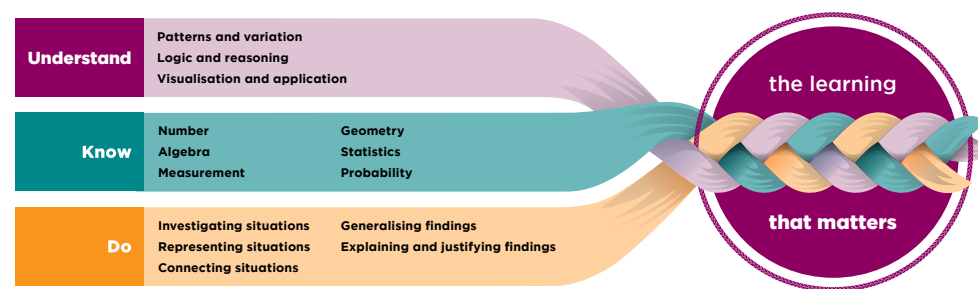 Understand
Patterns and variation
Logic and reasoning
Visualisation and application
Know
Number
Algebra
Measurement
Geometry
Statistics
Probability
Do
Investigating situations
Representing situations
Connecting situations
Generalising findings
Explaining and justifying findings
the learning
that matters